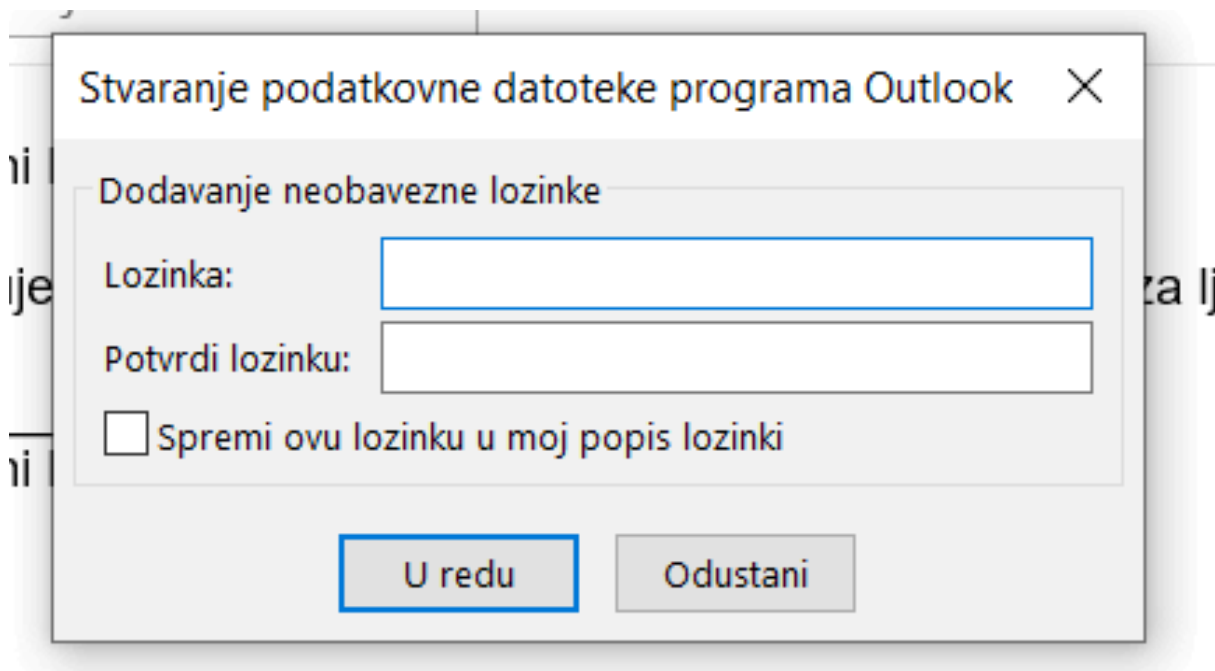 Stvaranje podatkovne datoteke programa Outlook
Dodavanje neobavezne lozinke
Lozinka:
za
Potvrdi lozinku:
Spremi ovu lozinku u moj popis lozinki
U redu Odustani